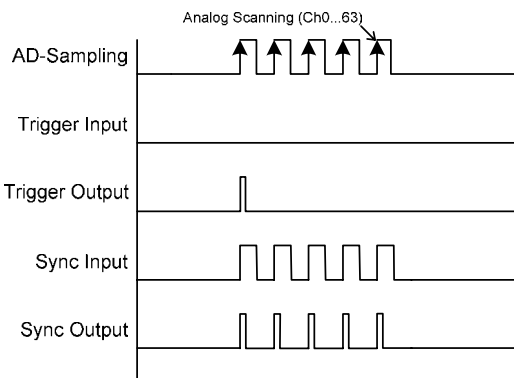 Analog Scanning (Ch0...63)
AD-Sampling
Trigger Input
Trigger Output
Sync Input
Sync Output